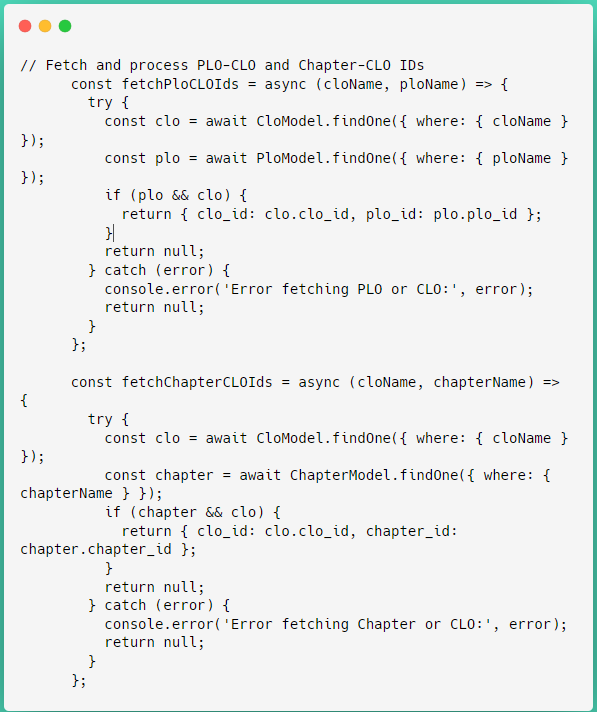 // Fetch and process PLO-CLO and Chapter-CLO IDs
      const fetchPloCLOIds = async (cloName, ploName) => {
        try {
          const clo = await CloModel.findOne({ where: { cloName }
});
          const plo = await PloModel.findOne({ where: { ploName }
});
          if (plo && clo) {
            return { clo_id: clo.clo_id, plo_id: plo.plo_id };
          }
          return null;
        } catch (error) {
          console.error('Error fetching PLO or CLO:', error);
          return null;
        }
      };

      const fetchChapterCLOIds = async (cloName, chapterName) =>
{
        try {
          const clo = await CloModel.findOne({ where: { cloName }
});
          const chapter = await ChapterModel.findOne({ where: {
chapterName } });
          if (chapter && clo) {
            return { clo_id: clo.clo_id, chapter_id:
chapter.chapter_id };
          }
          return null;
        } catch (error) {
          console.error('Error fetching Chapter or CLO:', error);
          return null;
        }
      };